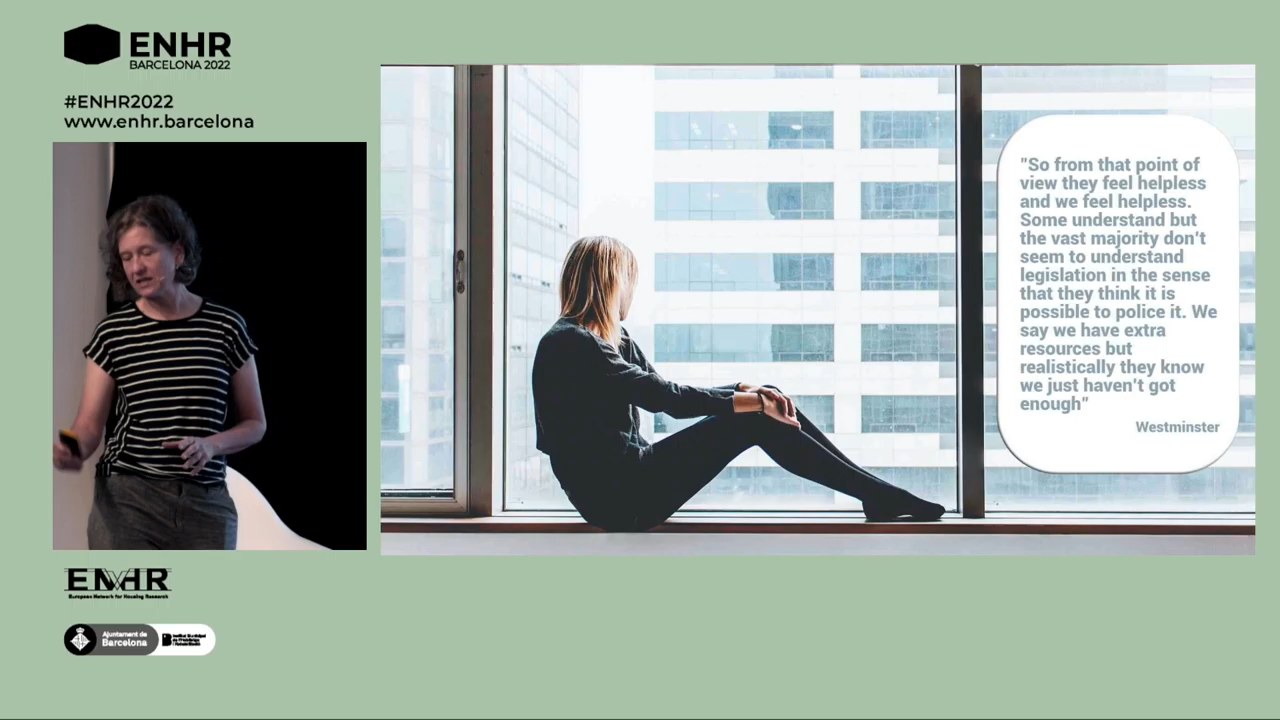 ENHR
BARCELONA 2022
#ENHR2022
www.enhr.barcelona
"So from that point of
view they feel helpless
and we feel helpless.
Some understand but
the vast majority don't
seem to understand
legislation in the sense
that they think it is
possible to police it. We
say we have extra
resources but
realistically they know
we just haven't got
enough"
Westminster
ENHR
European Network for Housing Research
Ajuntament de
Barcelona